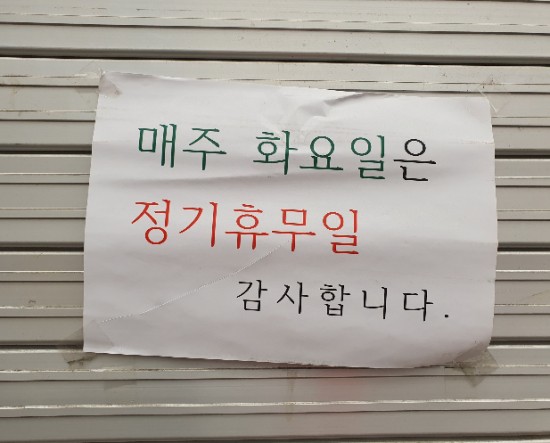 매주 화요일은
정기휴무일
감사합니다.